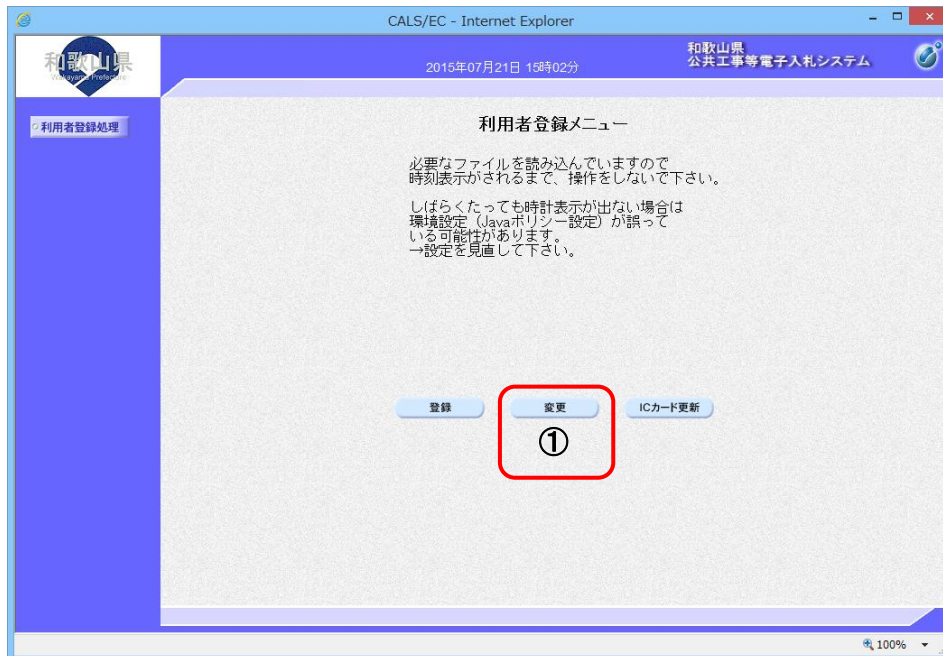 CALS/EC - Internet Explorer
和歌山県
Wakayama Prefecture
2015年07月21日 15時02分
和歌山県
公共工事等電子入札システム
利用者登録処理
利用者登録メニュー
必要なファイルを読み込んでいますので
時刻表示がされるまで、操作をしないで下さい。
しばらくたっても時計表示が出ない場合は
環境設定（Javaポリシー設定）が誤って
いる可能性があります。
→設定を見直して下さい。
登録
変更
ICカード更新
①
100%